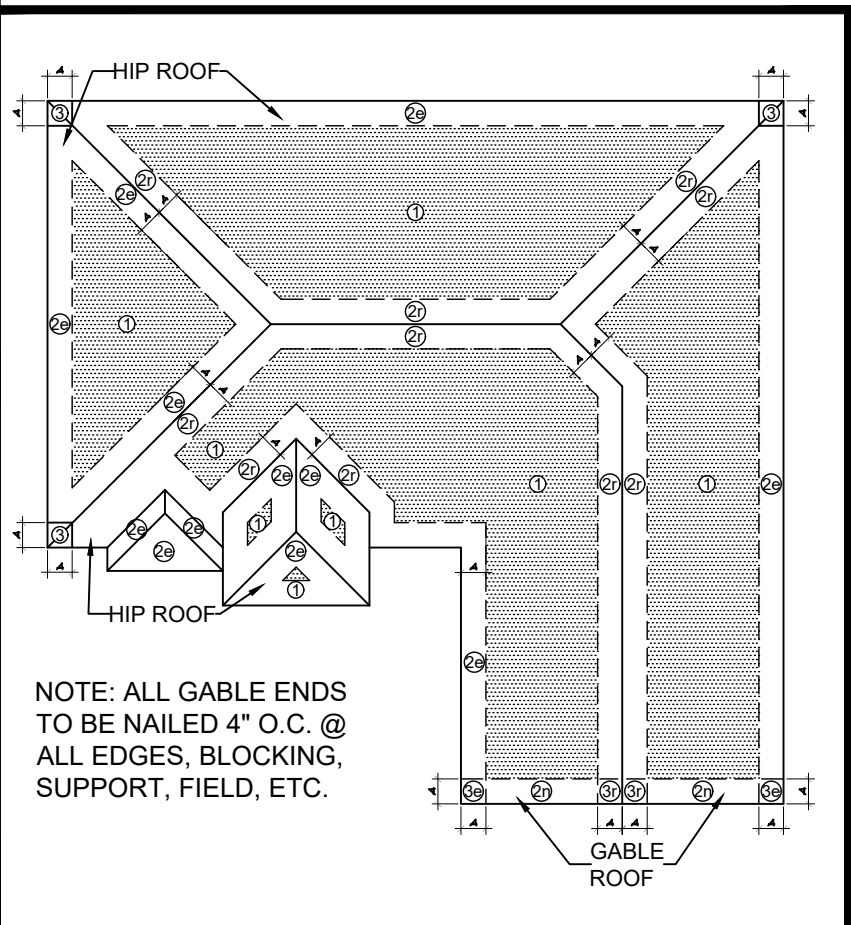 A
A
HIP ROOF
A
3
2e
3
A
2r
2e
2r
2r
A
A
1
A
A
2r
2e
1
2r
A
A
A
A
2e
2r
1
2r
2e
2e
2r
1
2r
2r
1
2e
1
1
A
3
2e
2e
2e
2e
A
1
A
HIP ROOF
2e
NOTE: ALL GABLE ENDS
TO BE NAILED 4" O.C. @
ALL EDGES, BLOCKING,
SUPPORT, FIELD, ETC.
A
3e
2n
3r
3r
2n
3e
A
A
A
A
A
GABLE
ROOF